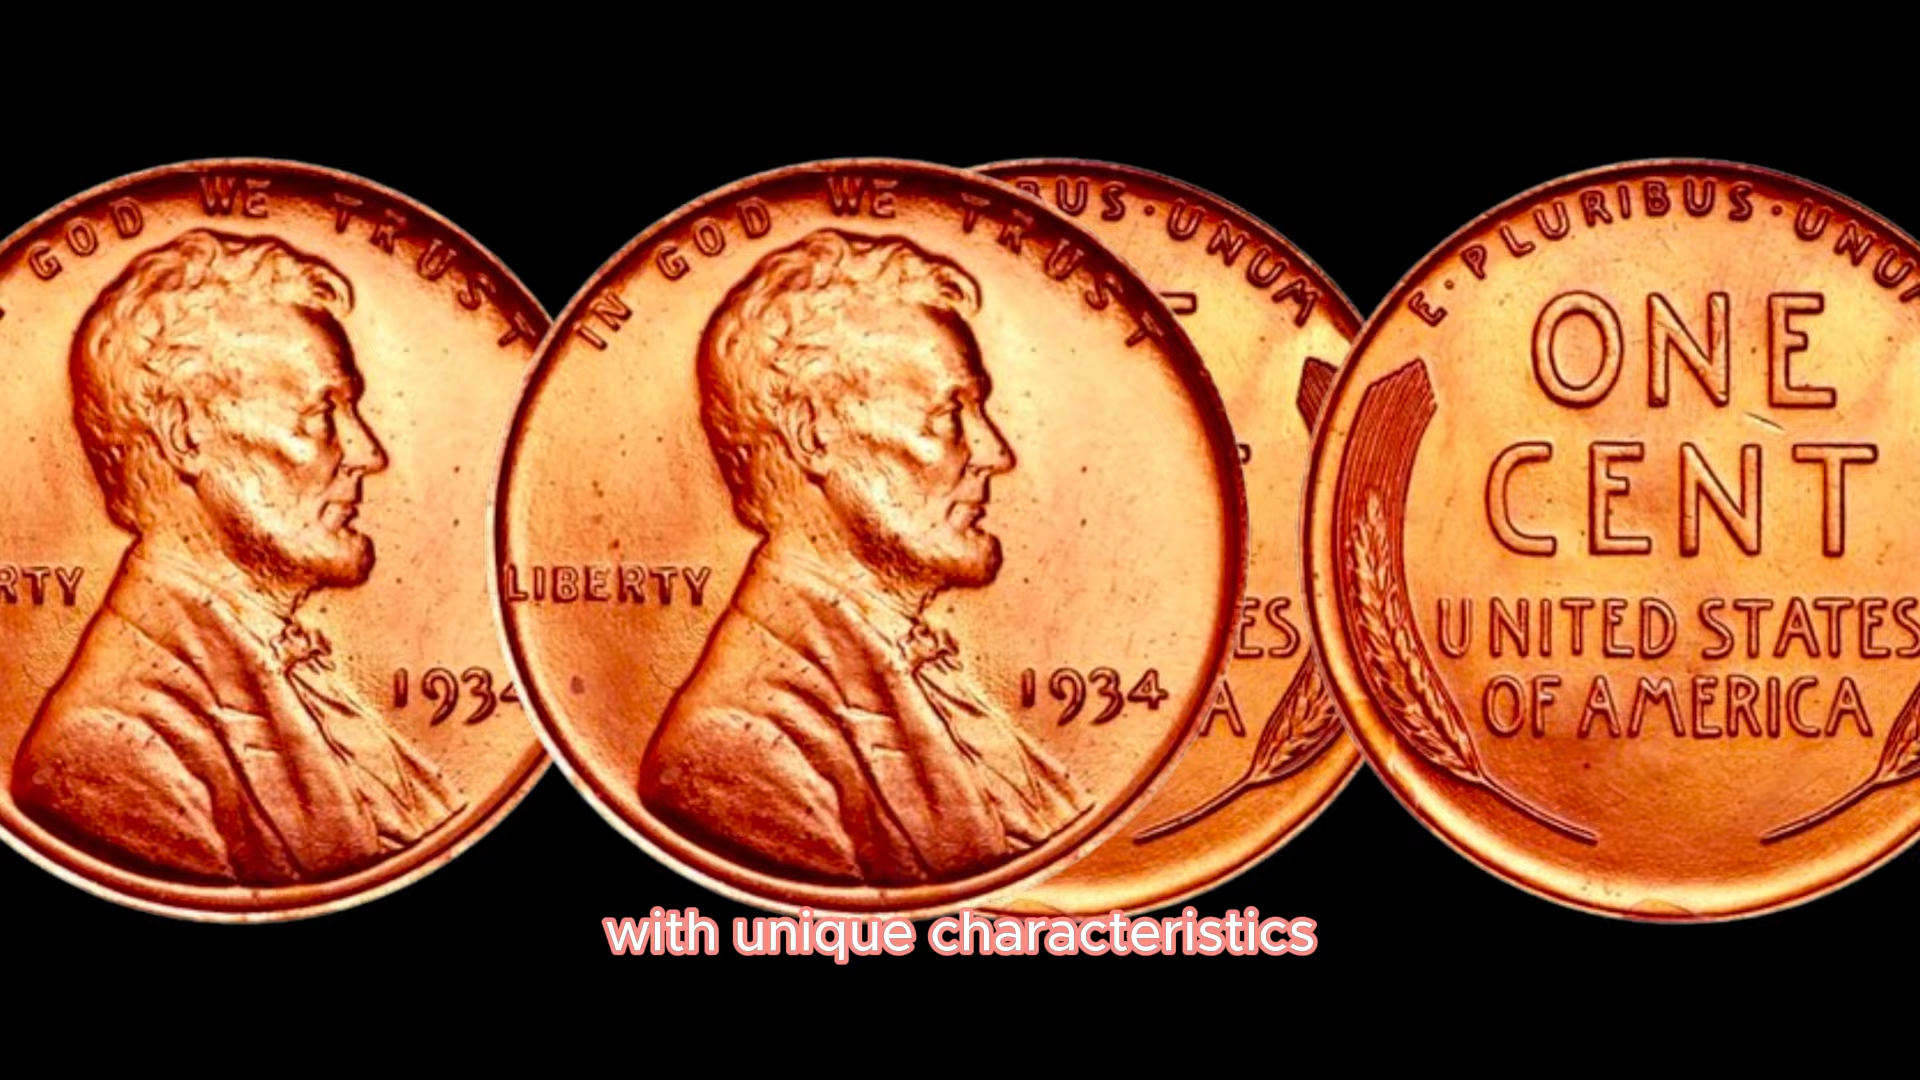 GOD WE TRUST
RTY
1934
IN GOD WE TRUST
LIBERTY
1934
BUS·UNUM
ES
A
E·PLURIBUS·UNUM
ONE
CENT
UNITED STATES
OF AMERICA
with unique characteristics